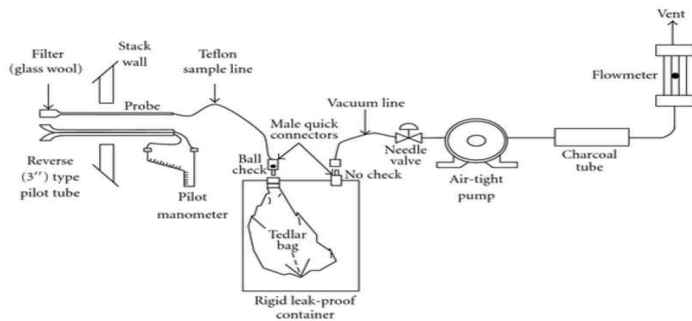 Filter
(glass wool)
Stack
wall
Probe
Teflon
sample line
Reverse
(3″) type
pilot tube
Pilot
manometer
Ball
check
Male quick
connectors
No check
Tedlar
bag
Rigid leak-proof
container
Vacuum line
Needle
valve
Air-tight
pump
Charcoal
tube
Flowmeter
Vent